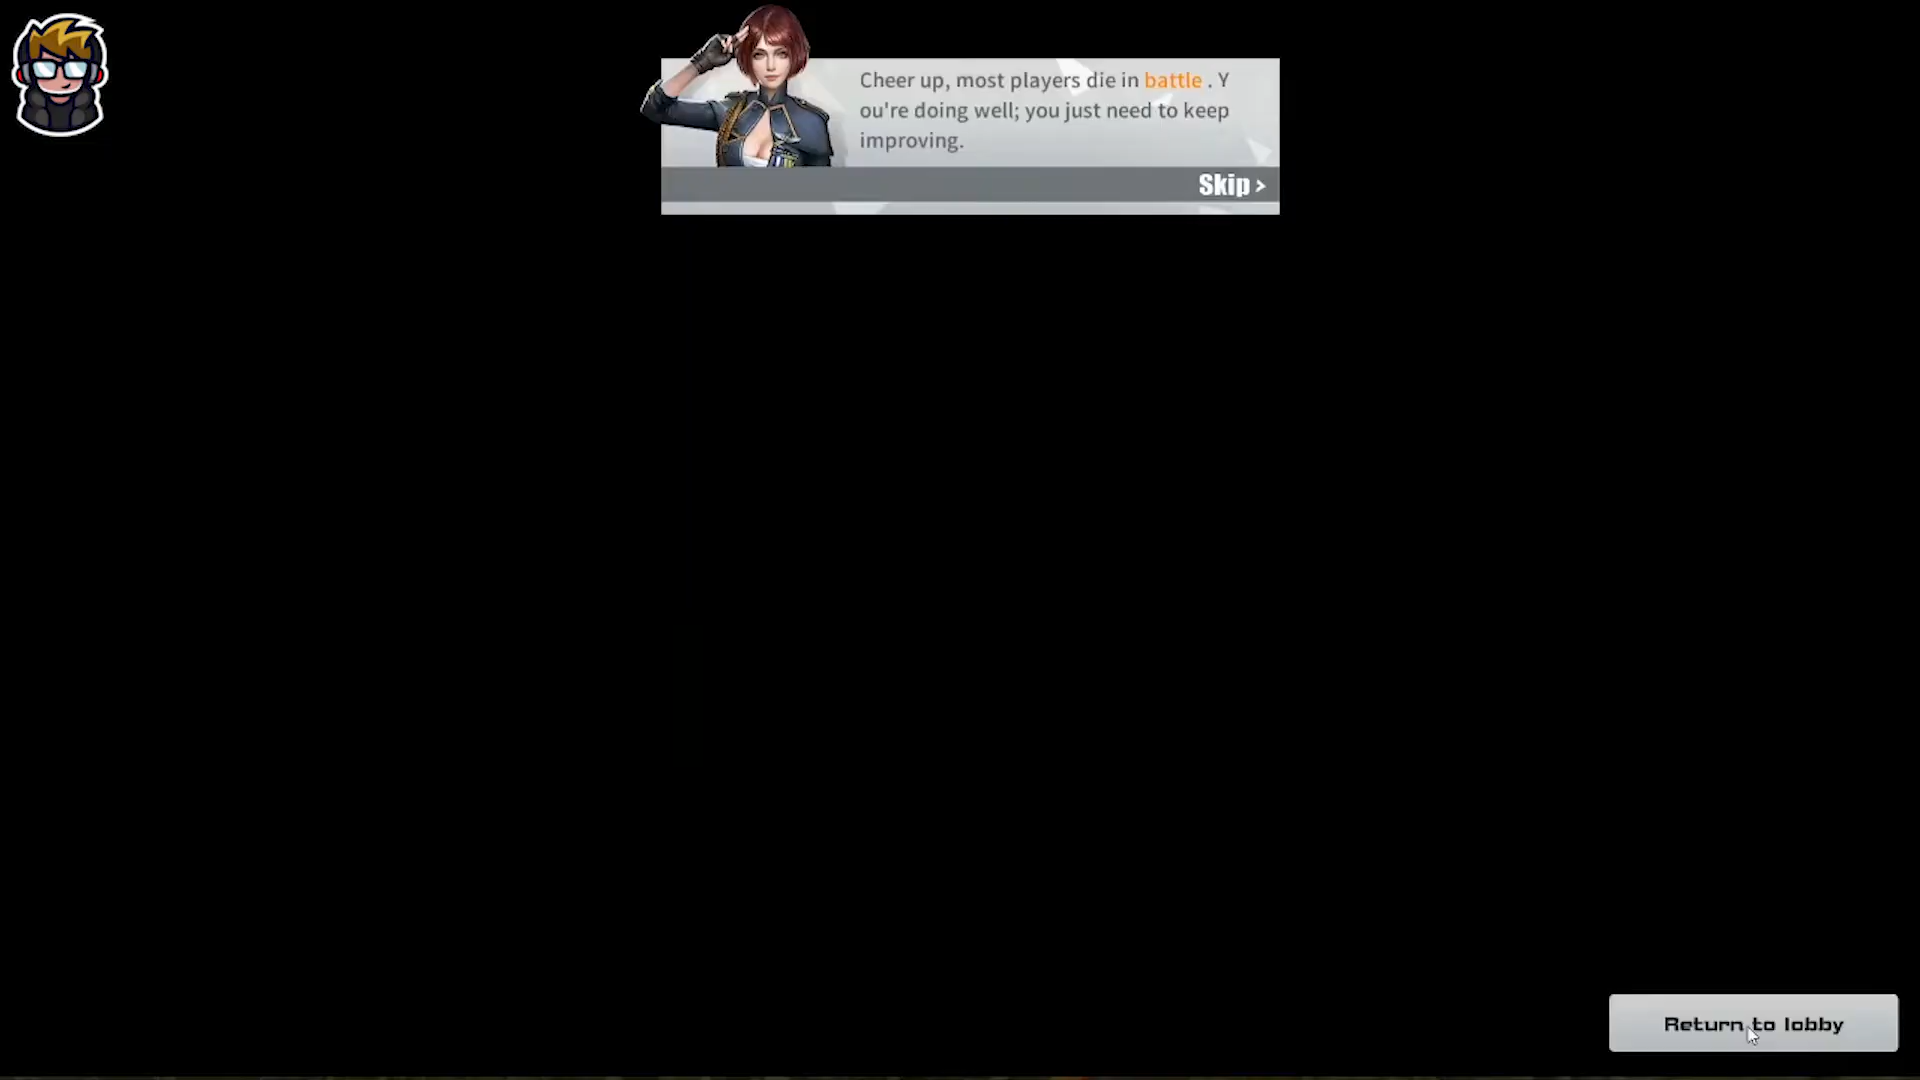 Cheer up, most players die in battle . Y
ou're doing well; you just need to keep
improving.
Skip >
Return to lobby